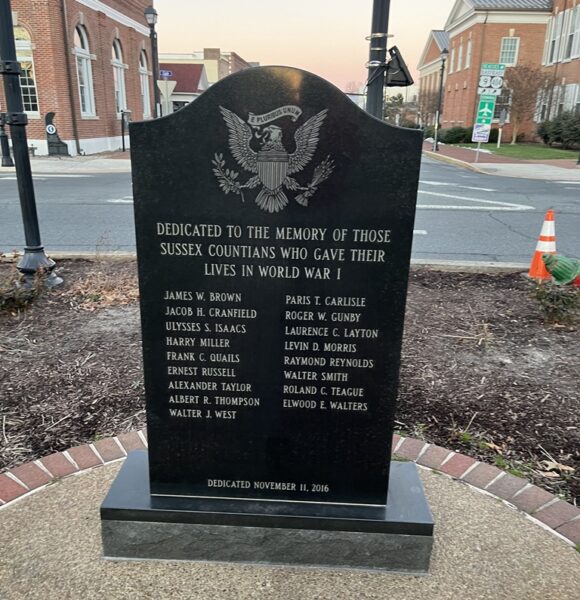 E PLURIBUS UNUM
DEDICATED TO THE MEMORY OF THOSE
SUSSEX COUNTIANS WHO GAVE THEIR
LIVES IN WORLD WAR I
JAMES W. BROWN
JACOB H. CRANFIELD
ULYSSES S. ISAACS
HARRY MILLER
FRANK C. QUAILS
ERNEST RUSSELL
ALEXANDER TAYLOR
ALBERT R. THOMPSON
WALTER J. WEST
PARIS T. CARLISLE
ROGER W. GUNBY
LAURENCE C. LAYTON
LEVIN D. MORRIS
RAYMOND REYNOLDS
WALTER SMITH
ROLAND C. TEAGUE
ELWOOD E. WALTERS
DEDICATED NOVEMBER 11, 2016
9